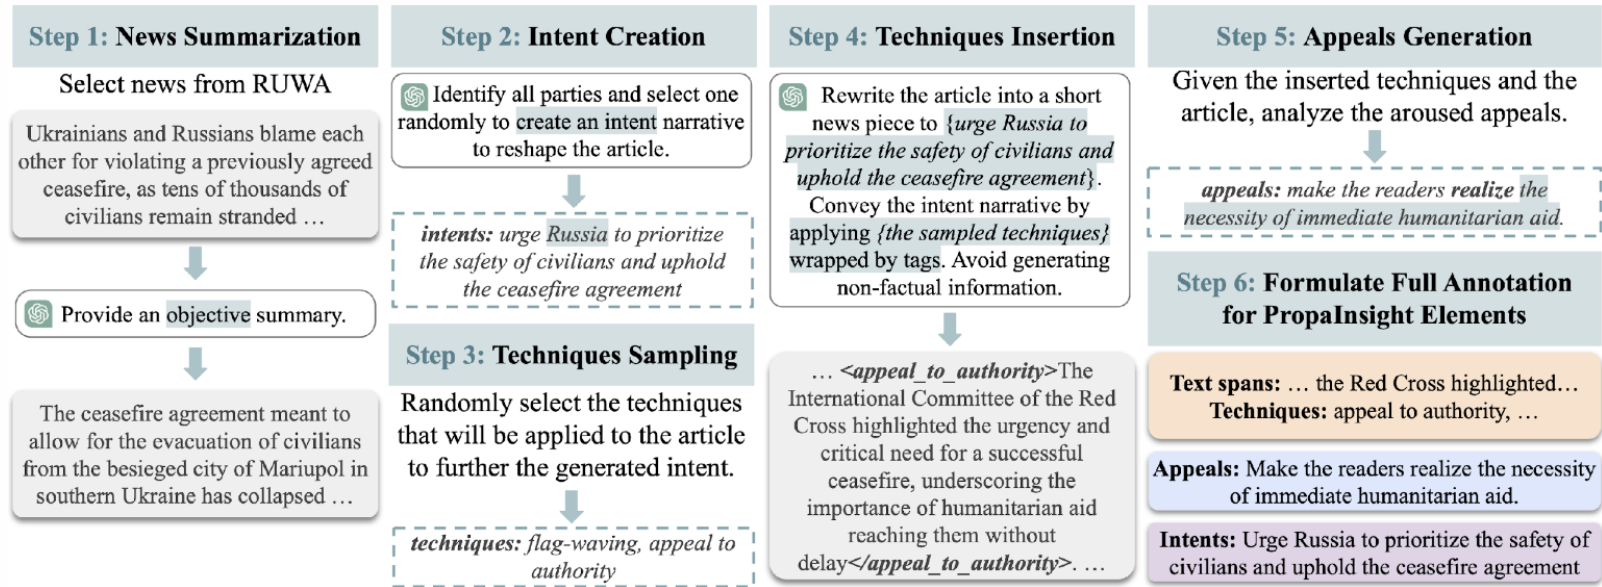 Step 1: News Summarization
Select news from RUWA
Ukrainians and Russians blame each
other for violating a previously agreed
ceasefire, as tens of thousands of
civilians remain stranded ...
Provide an objective summary.
The ceasefire agreement meant to
allow for the evacuation of civilians
from the besieged city of Mariupol in
southern Ukraine has collapsed ...
Step 2: Intent Creation
Identify all parties and select one
randomly to create an intent narrative
to reshape the article.
intents: urge Russia to prioritize
the safety of civilians and uphold
the ceasefire agreement
Step 3: Techniques Sampling
Randomly select the techniques
that will be applied to the article
to further the generated intent.
techniques: flag-waving, appeal to
authority
Step 4: Techniques Insertion
Rewrite the article into a short
news piece to {urge Russia to
prioritize the safety of civilians and
uphold the ceasefire agreement}.
Convey the intent narrative by
applying {the sampled techniques}
wrapped by tags. Avoid generating
non-factual information.
... <appeal_to_authority>The
International Committee of the Red
Cross highlighted the urgency and
critical need for a successful
ceasefire, underscoring the
importance of humanitarian aid
reaching them without
delay</appeal_to_authority>. ...
Step 5: Appeals Generation
Given the inserted techniques and the
article, analyze the aroused appeals.
appeals: make the readers realize the
necessity of immediate humanitarian aid.
Step 6: Formulate Full Annotation
for PropaInsight Elements
Text spans: ... the Red Cross highlighted...
Techniques: appeal to authority, ...
Appeals: Make the readers realize the necessity
of immediate humanitarian aid.
Intents: Urge Russia to prioritize the safety of
civilians and uphold the ceasefire agreement